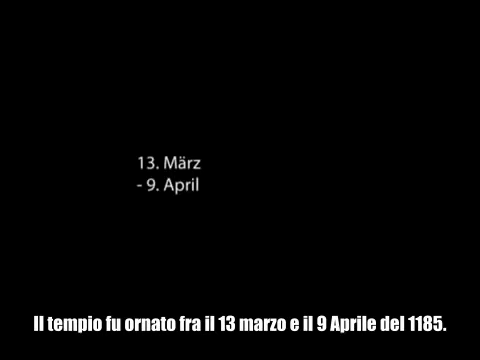 13. März
- 9. April
Il tempio fu ornato fra il 13 marzo e il 9 Aprile del 1185.